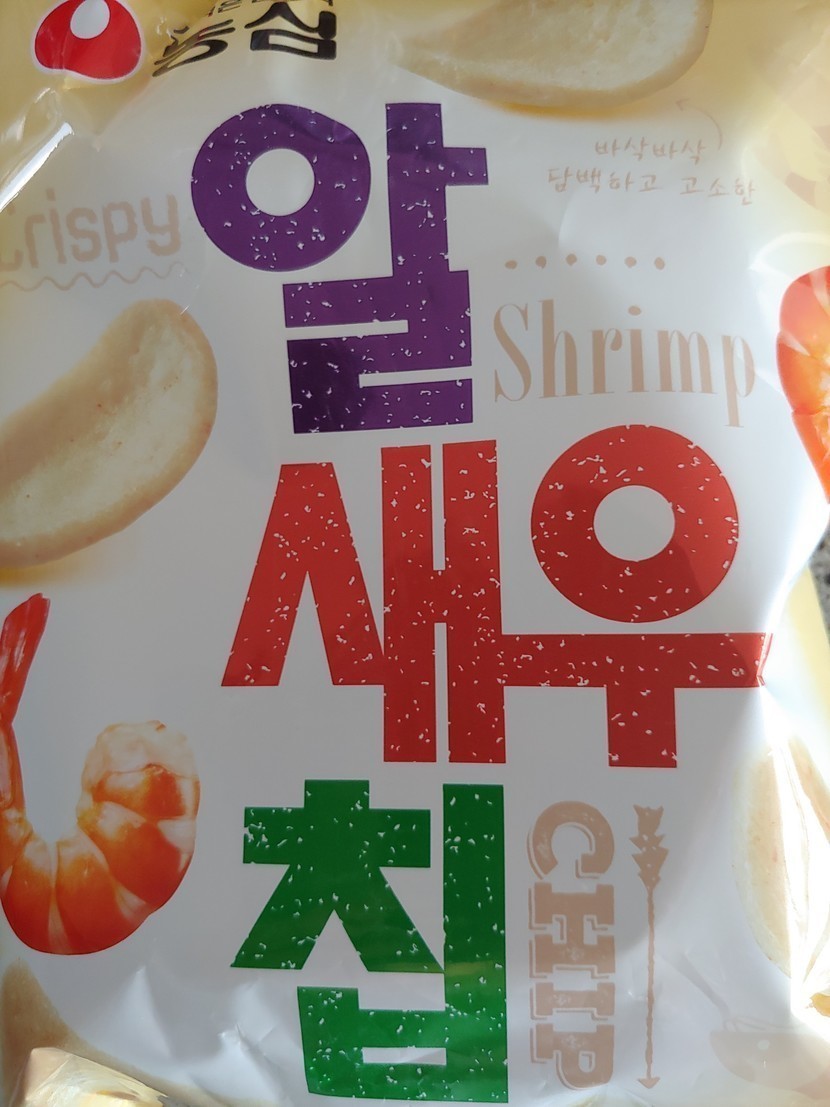 농심
바삭바삭
담백하고 고소한
Crispy
알
Shrimp
새우
칩
CHIP